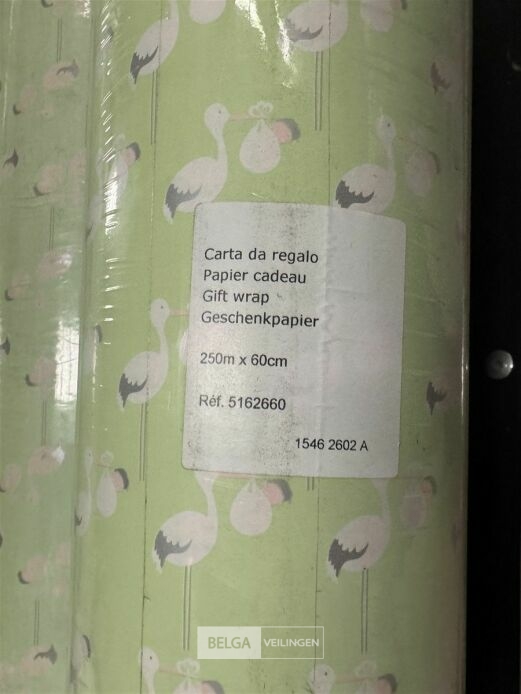 Carta da regalo
Papier cadeau
Gift wrap
Geschenkpapier
250m x 60cm
Réf. 5162660
1546 2602 A
BELGA VEILINGEN